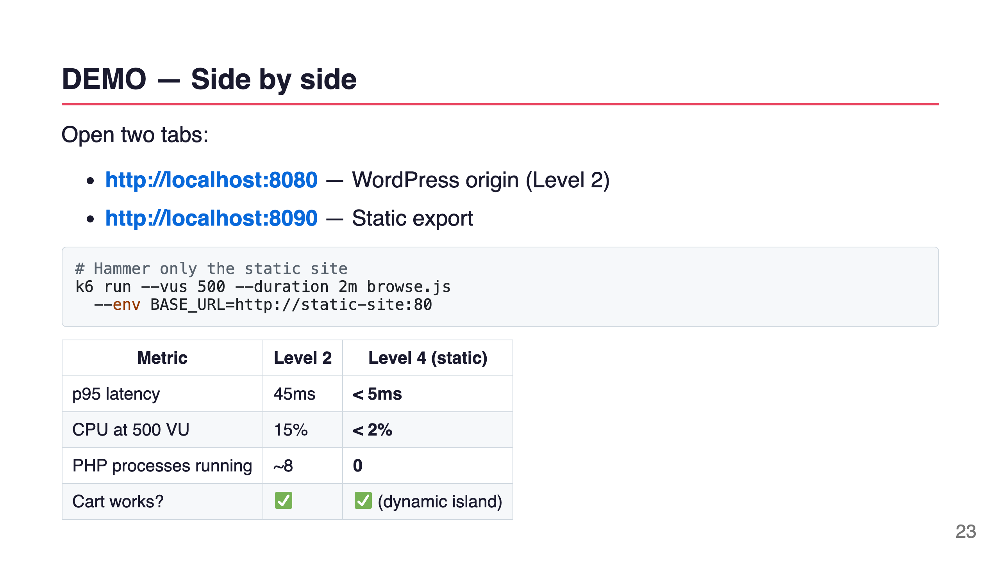 DEMO — Side by side
Open two tabs:
• http://localhost:8080 — WordPress origin (Level 2)
• http://localhost:8090 — Static export
# Hammer only the static site
k6 run --vus 500 --duration 2m browse.js
  --env BASE_URL=http://static-site:80
Metric Level 2 Level 4 (static)
p95 latency 45ms < 5ms
CPU at 500 VU 15% < 2%
PHP processes running ~8 0
Cart works? ✅ ✅ (dynamic island)
23